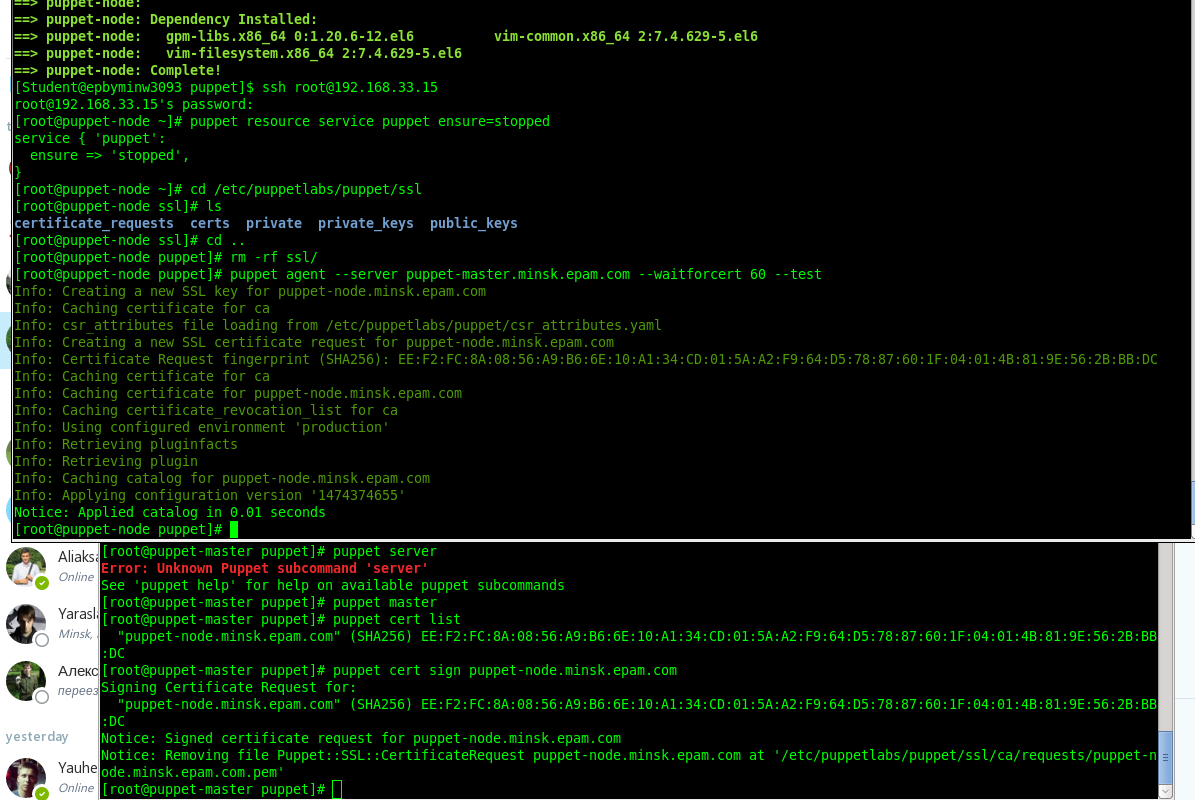 ==> puppet-node:
==> puppet-node: Dependency Installed:
==> puppet-node:   gpm-libs.x86_64 0:1.20.6-12.el6          vim-common.x86_64 2:7.4.629-5.el6
==> puppet-node:   vim-filesystem.x86_64 2:7.4.629-5.el6
==> puppet-node: Complete!
[Student@epbyminw3093 puppet]$ ssh root@192.168.33.15
root@192.168.33.15's password:
[root@puppet-node ~]# puppet resource service puppet ensure=stopped
service { 'puppet':
  ensure => 'stopped',
}
[root@puppet-node ~]# cd /etc/puppetlabs/puppet/ssl
[root@puppet-node ssl]# ls
certificate_requests  certs  private  private_keys  public_keys
[root@puppet-node ssl]# cd ..
[root@puppet-node puppet]# rm -rf ssl/
[root@puppet-node puppet]# puppet agent --server puppet-master.minsk.epam.com --waitforcert 60 --test
Info: Creating a new SSL key for puppet-node.minsk.epam.com
Info: Caching certificate for ca
Info: csr_attributes file loading from /etc/puppetlabs/puppet/csr_attributes.yaml
Info: Creating a new SSL certificate request for puppet-node.minsk.epam.com
Info: Certificate Request fingerprint (SHA256): EE:F2:FC:8A:08:56:A9:B6:6E:10:A1:34:CD:01:5A:A2:F9:64:D5:78:87:60:1F:04:01:4B:81:9E:56:2B:BB:DC
Info: Caching certificate for ca
Info: Caching certificate for puppet-node.minsk.epam.com
Info: Caching certificate_revocation_list for ca
Info: Using configured environment 'production'
Info: Retrieving pluginfacts
Info: Retrieving plugin
Info: Caching catalog for puppet-node.minsk.epam.com
Info: Applying configuration version '1474374655'
Notice: Applied catalog in 0.01 seconds
[root@puppet-node puppet]#
Aliaksa
Online
Yarasla
Minsk,
Алекс
переез
yesterday
Yauhe
Online
[root@puppet-master puppet]# puppet server
Error: Unknown Puppet subcommand 'server'
See 'puppet help' for help on available puppet subcommands
[root@puppet-master puppet]# puppet master
[root@puppet-master puppet]# puppet cert list
  "puppet-node.minsk.epam.com" (SHA256) EE:F2:FC:8A:08:56:A9:B6:6E:10:A1:34:CD:01:5A:A2:F9:64:D5:78:87:60:1F:04:01:4B:81:9E:56:2B:BB
:DC
[root@puppet-master puppet]# puppet cert sign puppet-node.minsk.epam.com
Signing Certificate Request for:
  "puppet-node.minsk.epam.com" (SHA256) EE:F2:FC:8A:08:56:A9:B6:6E:10:A1:34:CD:01:5A:A2:F9:64:D5:78:87:60:1F:04:01:4B:81:9E:56:2B:BB
:DC
Notice: Signed certificate request for puppet-node.minsk.epam.com
Notice: Removing file Puppet::SSL::CertificateRequest puppet-node.minsk.epam.com at '/etc/puppetlabs/puppet/ssl/ca/requests/puppet-n
ode.minsk.epam.com.pem'
[root@puppet-master puppet]#